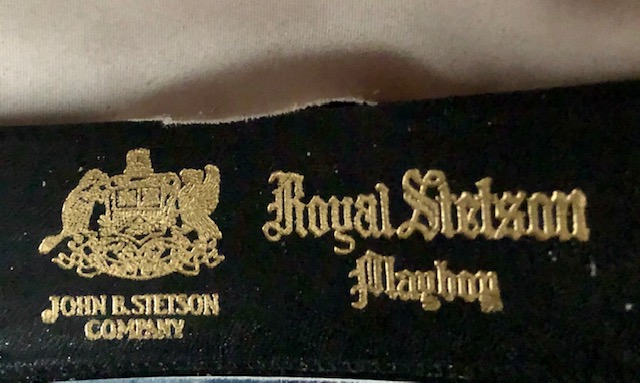 Royal Stetson
Playboy
JOHN B. STETSON
COMPANY